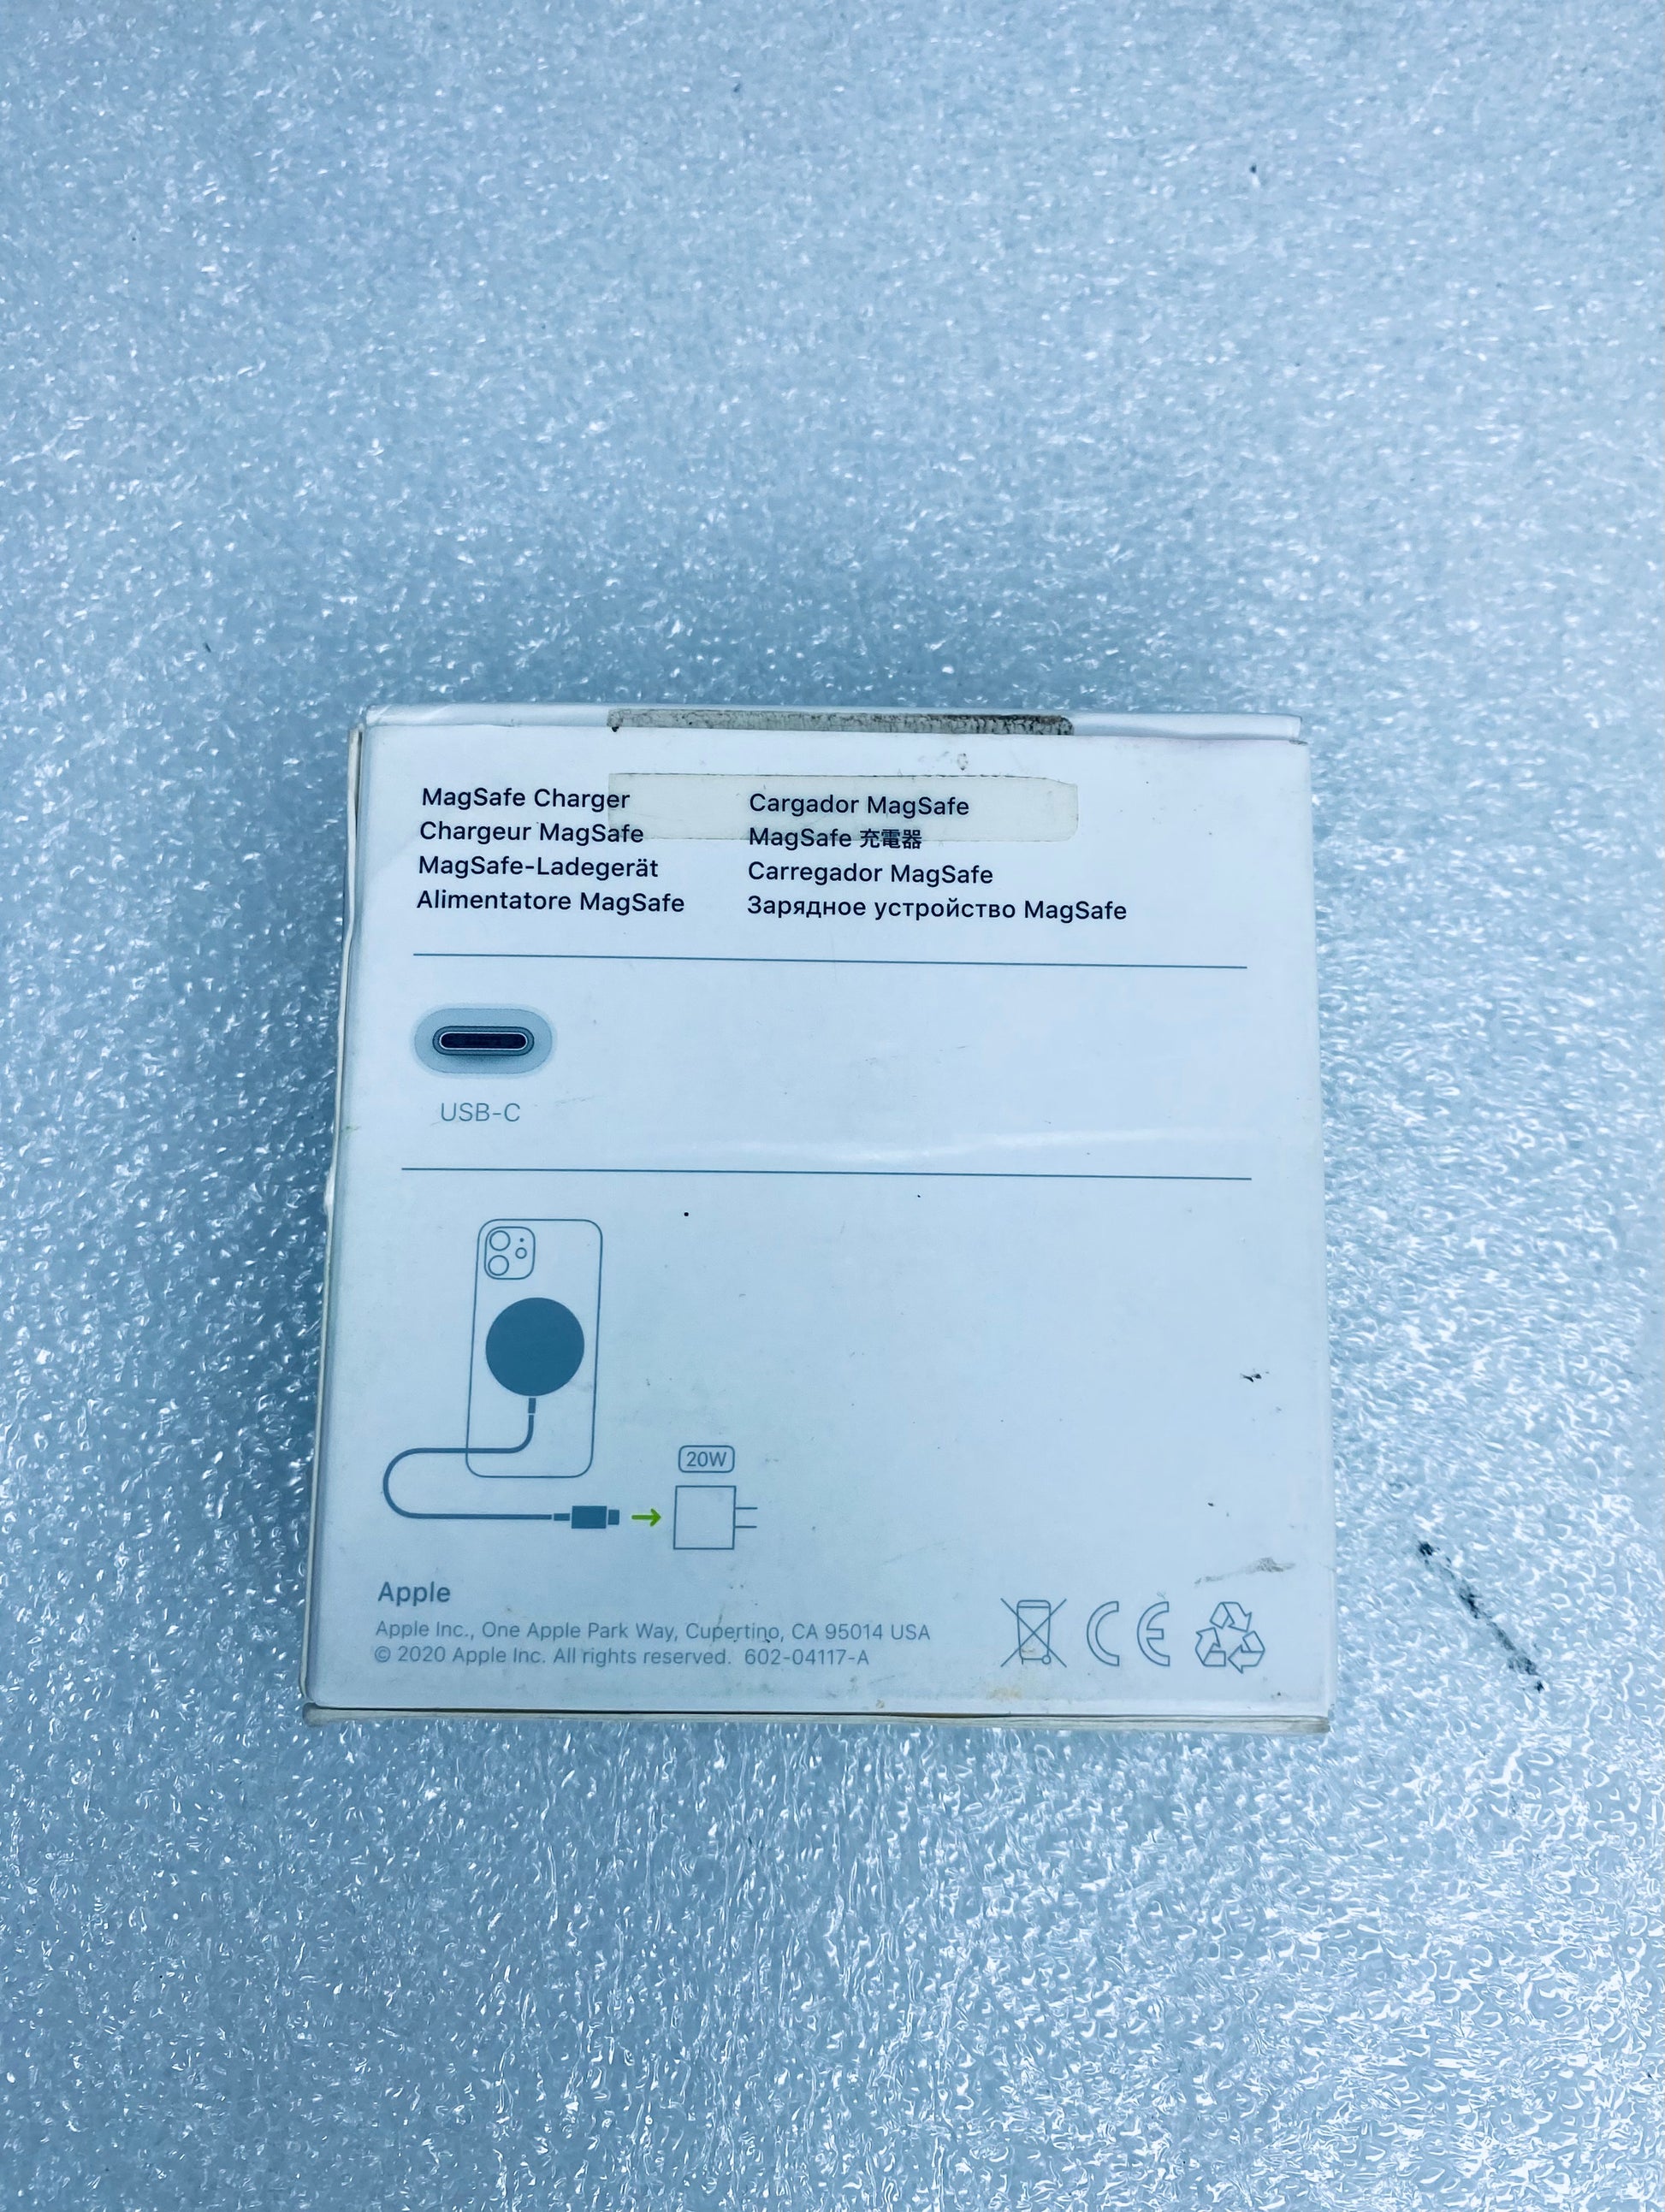 MagSafe Charger
Chargeur MagSafe
MagSafe-Ladegerät
Alimentatore MagSafe
Cargador MagSafe
MagSafe 充電器
Carregador MagSafe
Зарядное устройство MagSafe
USB-C
20W
Apple
Apple Inc., One Apple Park Way, Cupertino, CA 95014 USA
© 2020 Apple Inc. All rights reserved. 602-04117-A
CE